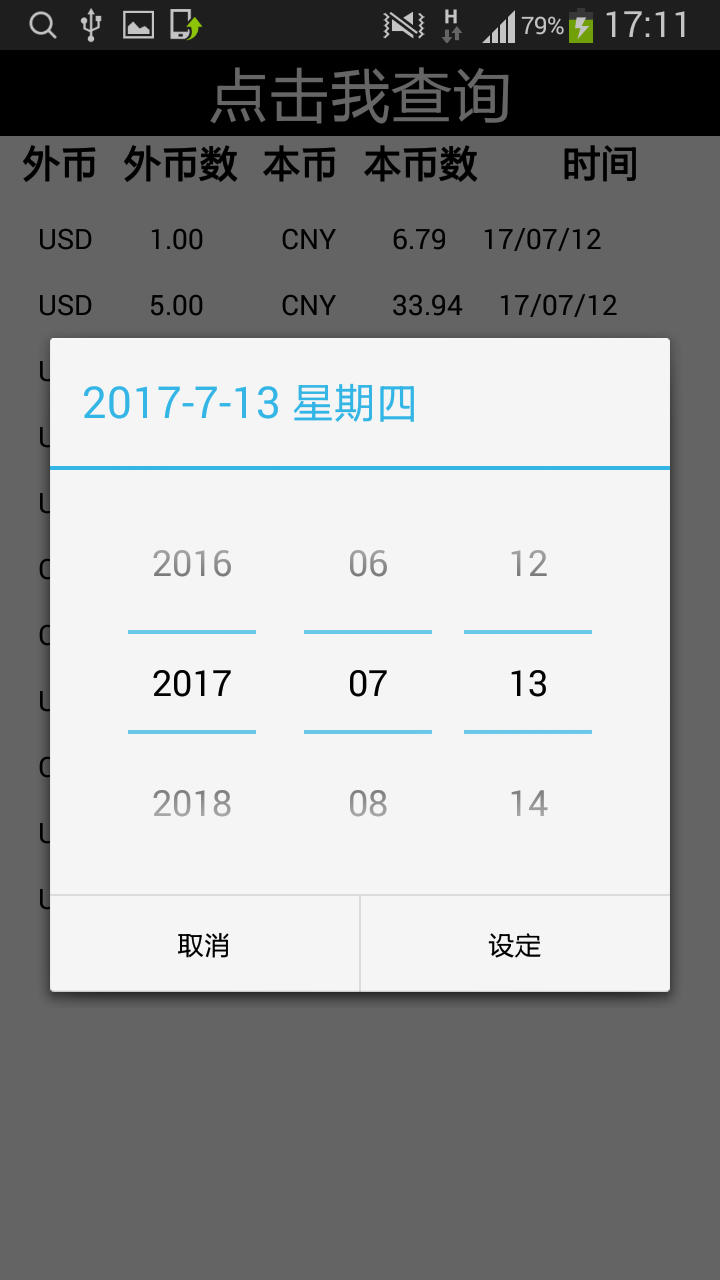 H 79% 17:11
点击我查询
外币 外币数 本币 本币数 时间
USD 1.00 CNY 6.79 17/07/12
USD 5.00 CNY 33.94 17/07/12
2017-7-13 星期四
2016 06 12
2017 07 13
2018 08 14
取消 设定